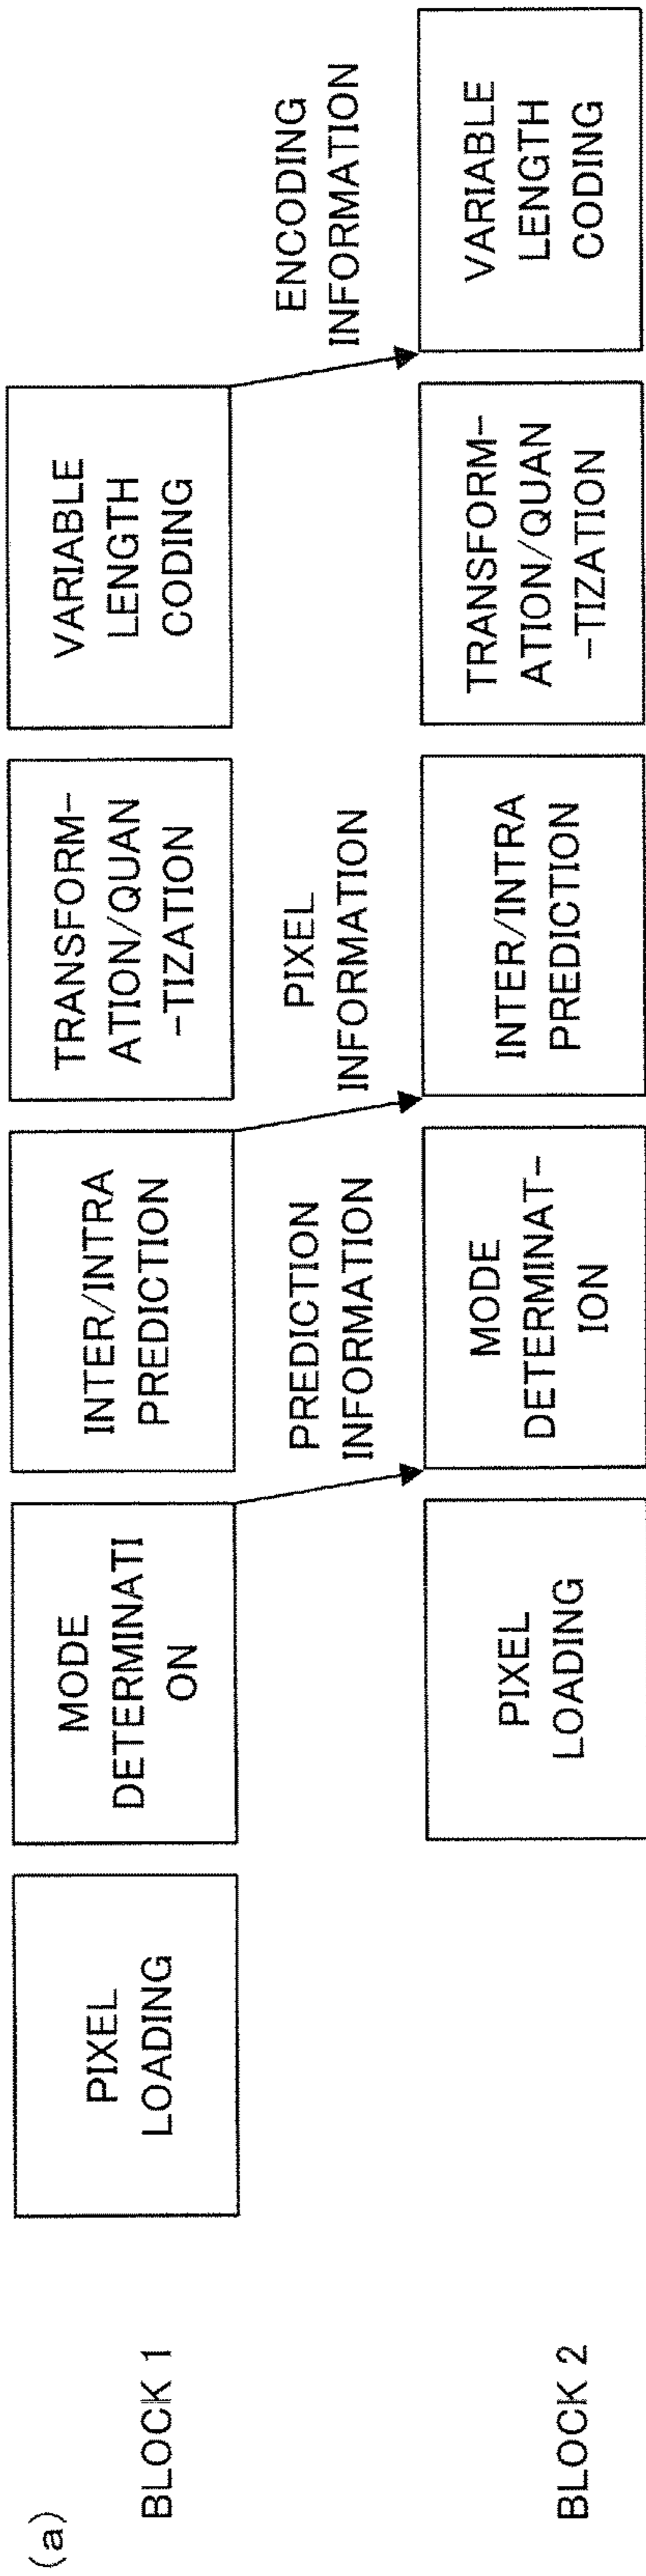 (a)
BLOCK 1
PIXEL
LOADING
MODE
DETERMINATI
ON
INTER/INTRA
PREDICTION
TRANSFORM-
ATION/QUAN
-TIZATION
VARIABLE
LENGTH
CODING
PREDICTION
INFORMATION
PIXEL
INFORMATION
ENCODING
INFORMATION
BLOCK 2
PIXEL
LOADING
MODE
DETERMINAT-
ION
INTER/INTRA
PREDICTION
TRANSFORM-
ATION/QUAN
-TIZATION
VARIABLE
LENGTH
CODING